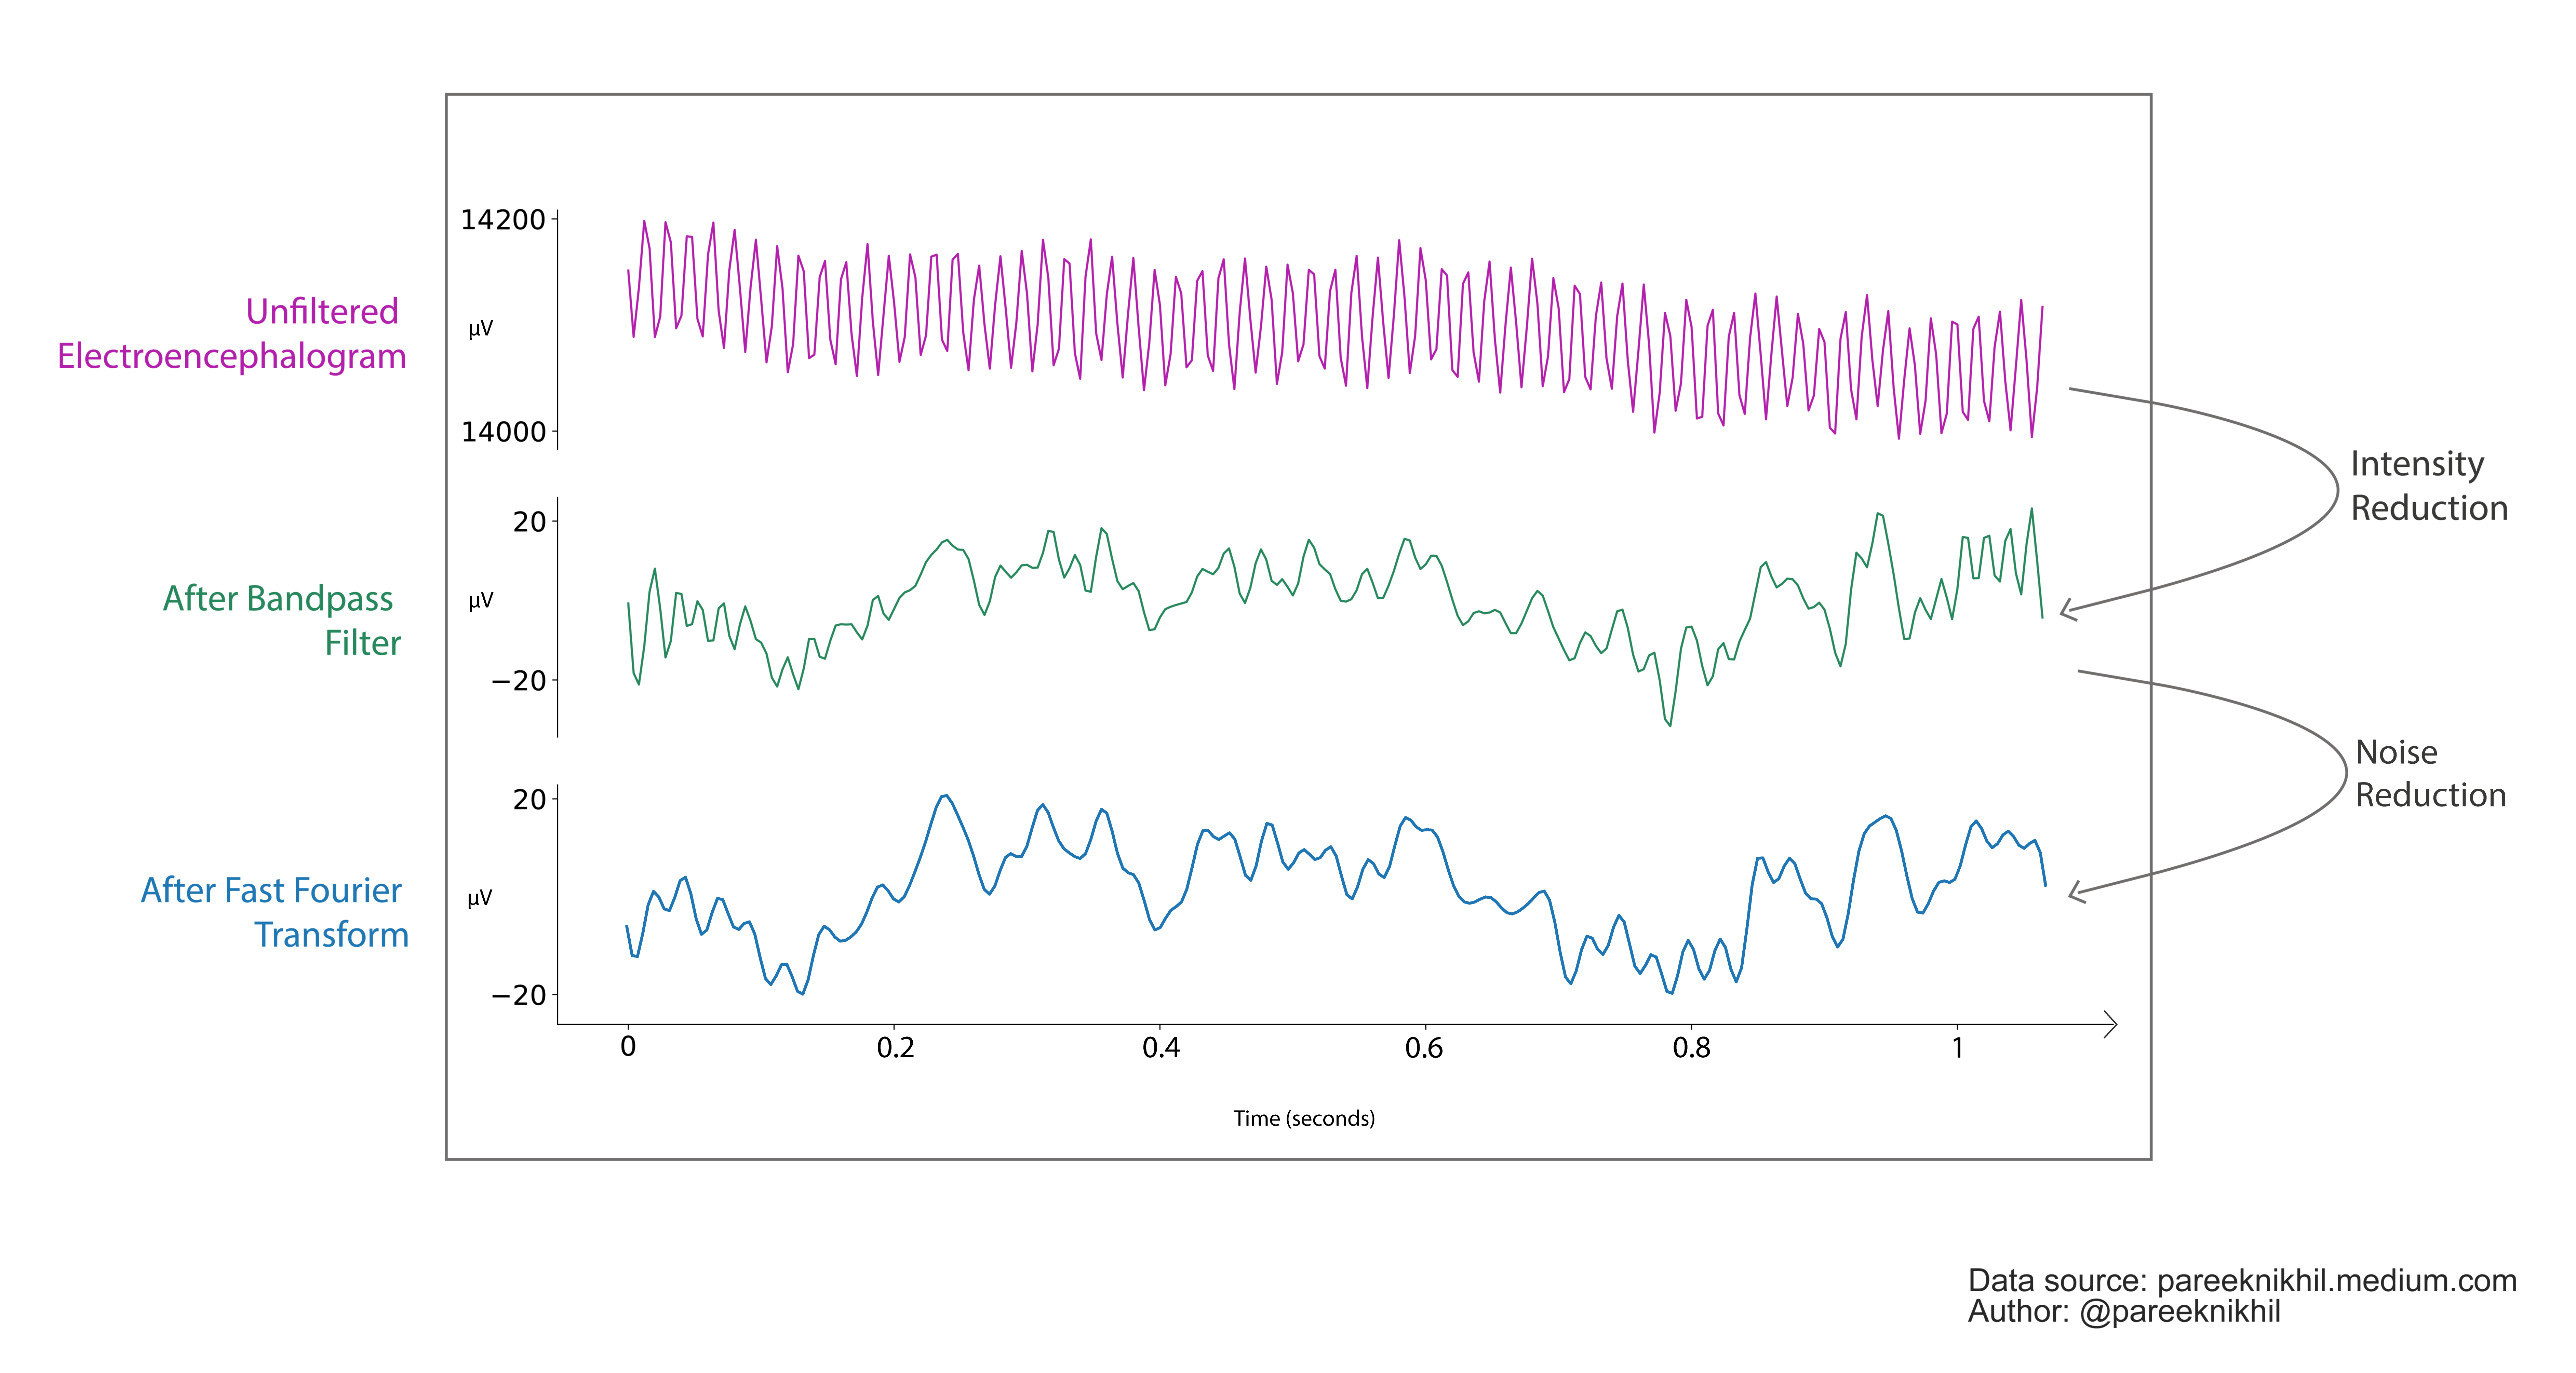 Unfiltered
Electroencephalogram
14200
µV
14000
Intensity
Reduction
After Bandpass
Filter
20
µV
−20
Noise
Reduction
After Fast Fourier
Transform
20
µV
−20
0 0.2 0.4 0.6 0.8 1
Time (seconds)
Data source: pareeknikhil.medium.com
Author: @pareeknikhil